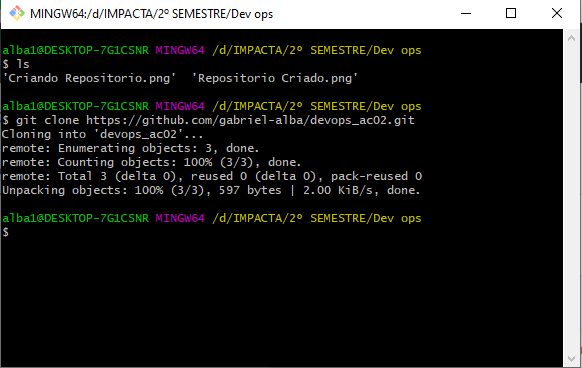 MINGW64:/d/IMPACTA/2º SEMESTRE/Dev ops
alba1@DESKTOP-7G1CSNR MINGW64 /d/IMPACTA/2º SEMESTRE/Dev ops
$ ls
'Criando Repositorio.png'  'Repositorio Criado.png'
alba1@DESKTOP-7G1CSNR MINGW64 /d/IMPACTA/2º SEMESTRE/Dev ops
$ git clone https://github.com/gabriel-alba/devops_ac02.git
Cloning into 'devops_ac02'...
remote: Enumerating objects: 3, done.
remote: Counting objects: 100% (3/3), done.
remote: Total 3 (delta 0), reused 0 (delta 0), pack-reused 0
Unpacking objects: 100% (3/3), 597 bytes | 2.00 KiB/s, done.
alba1@DESKTOP-7G1CSNR MINGW64 /d/IMPACTA/2º SEMESTRE/Dev ops
$